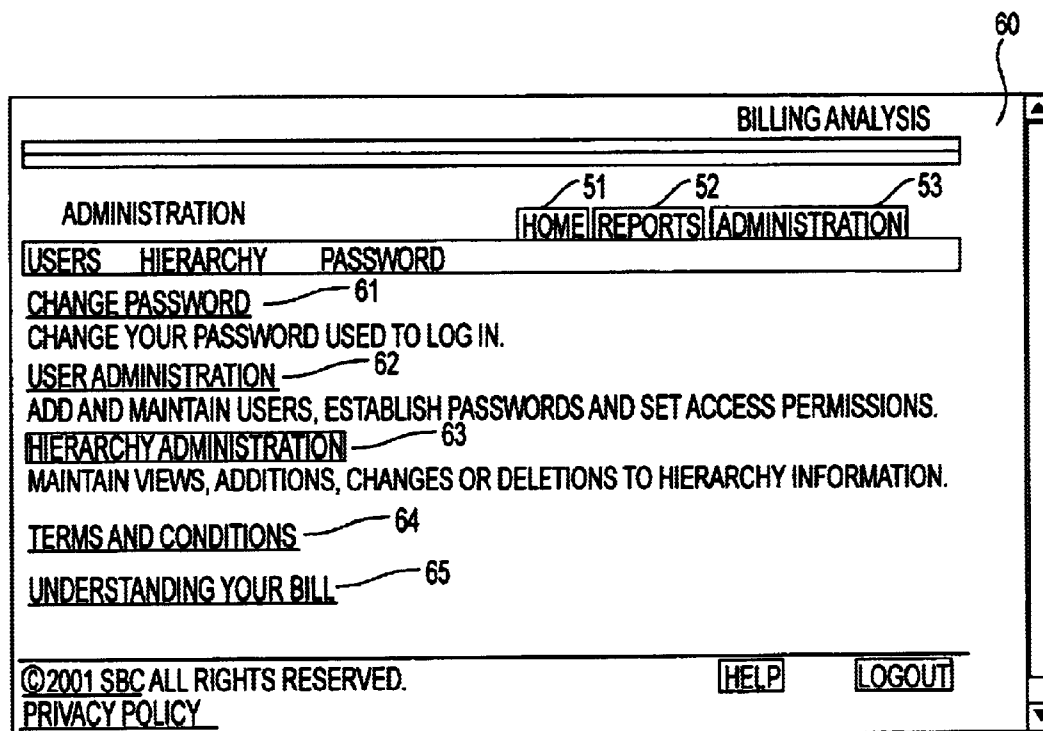 60
BILLING ANALYSIS
51 52 53
ADMINISTRATION HOME REPORTS ADMINISTRATION
USERS HIERARCHY PASSWORD
CHANGE PASSWORD 61
CHANGE YOUR PASSWORD USED TO LOG IN.
USER ADMINISTRATION 62
ADD AND MAINTAIN USERS, ESTABLISH PASSWORDS AND SET ACCESS PERMISSIONS.
HIERARCHY ADMINISTRATION 63
MAINTAIN VIEWS, ADDITIONS, CHANGES OR DELETIONS TO HIERARCHY INFORMATION.
TERMS AND CONDITIONS 64
UNDERSTANDING YOUR BILL 65
©2001 SBC ALL RIGHTS RESERVED. HELP LOGOUT
PRIVACY POLICY